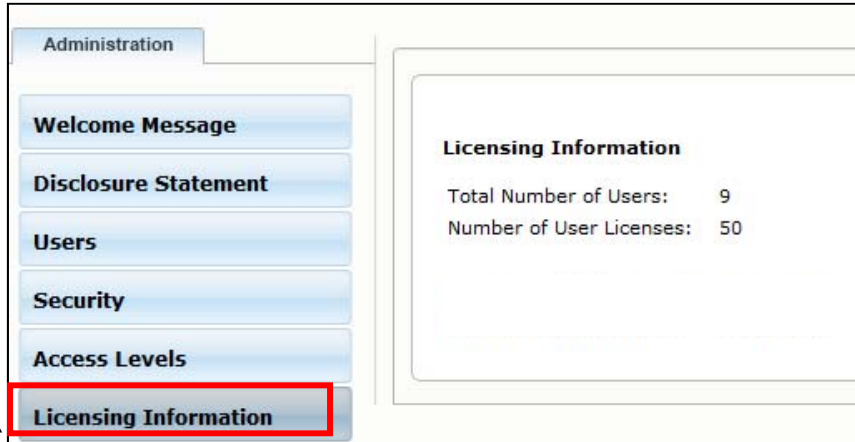 Administration
Welcome Message
Disclosure Statement
Users
Security
Access Levels
Licensing Information
Licensing Information
Total Number of Users: 9
Number of User Licenses: 50